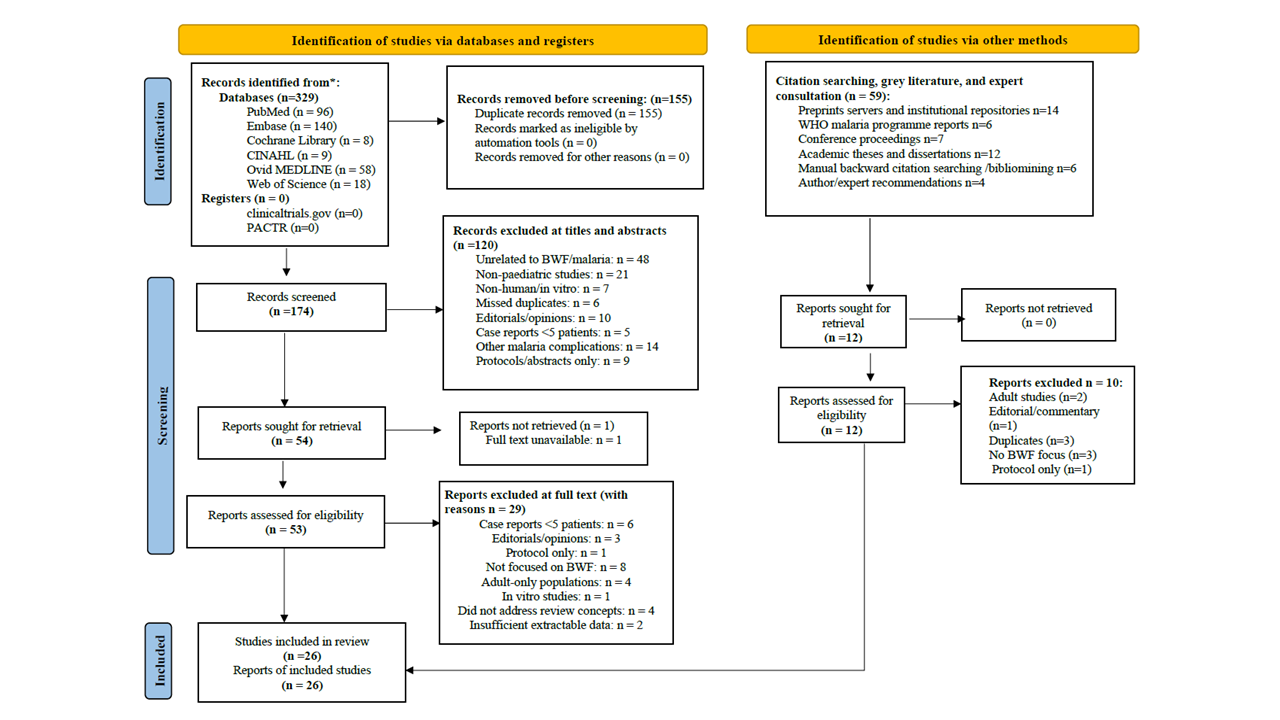 Identification of studies via databases and registers
Identification of studies via other methods
Identification
Records identified from*:
Databases (n=329)
PubMed (n = 96)
Embase (n = 140)
Cochrane Library (n = 8)
CINAHL (n = 9)
Ovid MEDLINE (n = 58)
Web of Science (n = 18)
Registers (n = 0)
clinicaltrials.gov (n=0)
PACTR (n=0)
Records removed before screening: (n=155)
Duplicate records removed (n = 155)
Records marked as ineligible by
automation tools (n = 0)
Records removed for other reasons (n = 0)
Citation searching, grey literature, and expert
consultation (n = 59):
Preprints servers and institutional repositories n=14
WHO malaria programme reports n=6
Conference proceedings n=7
Academic theses and dissertations n=12
Manual backward citation searching /bibliomining n=6
Author/expert recommendations n=4
Screening
Records screened
(n =174)
Records excluded at titles and abstracts
(n =120)
Unrelated to BWF/malaria: n = 48
Non-paediatric studies: n = 21
Non-human/in vitro: n = 7
Missed duplicates: n = 6
Editorials/opinions: n = 10
Case reports <5 patients: n = 5
Other malaria complications: n = 14
Protocols/abstracts only: n = 9
Reports sought for
retrieval
(n =12)
Reports not retrieved
(n = 0)
Reports sought for retrieval
(n = 54)
Reports not retrieved (n = 1)
Full text unavailable: n = 1
Reports assessed for
eligibility
(n = 12)
Reports excluded n = 10:
Adult studies (n=2)
Editorial/commentary
(n=1)
Duplicates (n=3)
No BWF focus (n=3)
Protocol only (n=1)
Reports assessed for eligibility
(n = 53)
Reports excluded at full text (with
reasons n = 29)
Case reports <5 patients: n = 6
Editorials/opinions: n = 3
Protocol only: n = 1
Not focused on BWF: n = 8
Adult-only populations: n = 4
In vitro studies: n = 1
Did not address review concepts: n = 4
Insufficient extractable data: n = 2
Included
Studies included in review
(n =26)
Reports of included studies
(n = 26)